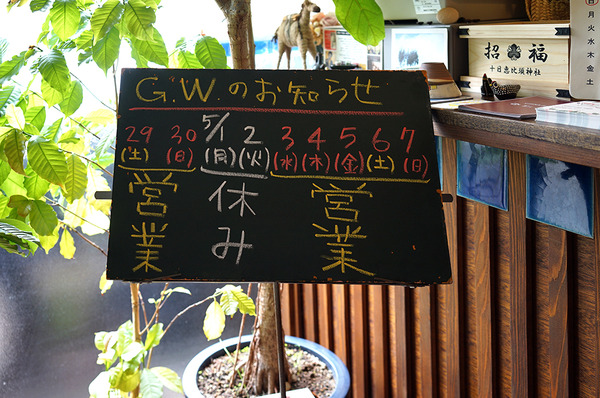 G.W.のお知らせ
29 30 5/1 2 3 4 5 6 7
(土) (日) (月) (火) (水) (木) (金) (土) (日)
営業 休み 営業
招福
十日恵比須神社
日 月 火 水 木 金 土